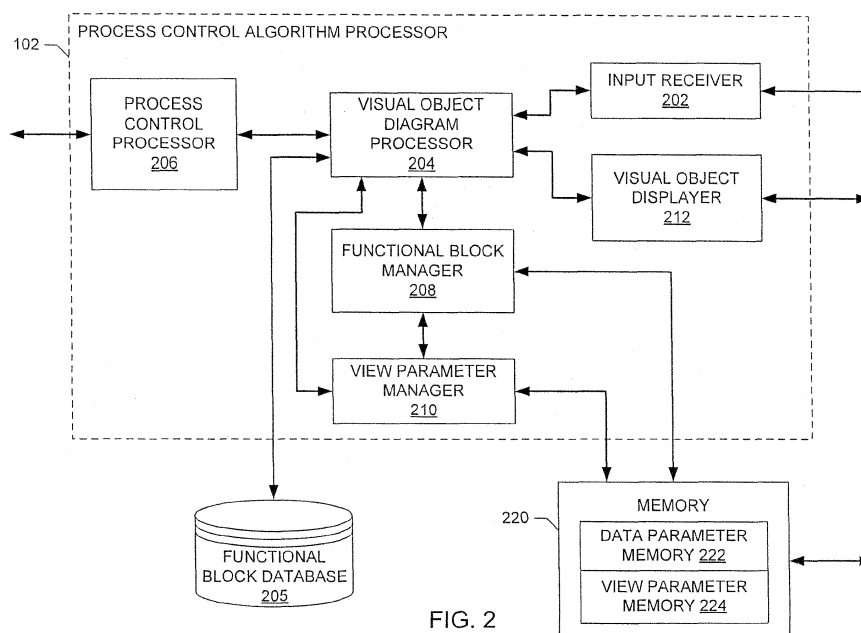 PROCESS CONTROL ALGORITHM PROCESSOR
102
PROCESS
CONTROL
PROCESSOR
206
VISUAL OBJECT
DIAGRAM
PROCESSOR
204
INPUT RECEIVER
202
VISUAL OBJECT
DISPLAYER
212
FUNCTIONAL BLOCK
MANAGER
208
VIEW PARAMETER
MANAGER
210
FUNCTIONAL
BLOCK DATABASE
205
220
MEMORY
DATA PARAMETER
MEMORY 222
VIEW PARAMETER
MEMORY 224
FIG. 2